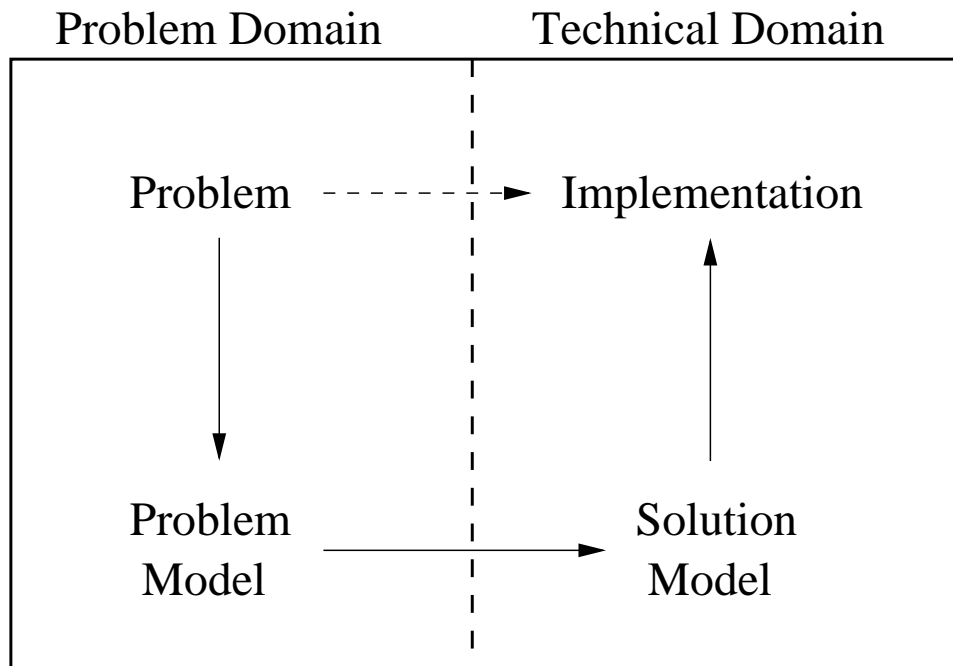 Problem Domain
Technical Domain
Problem
Implementation
Problem
Model
Solution
Model